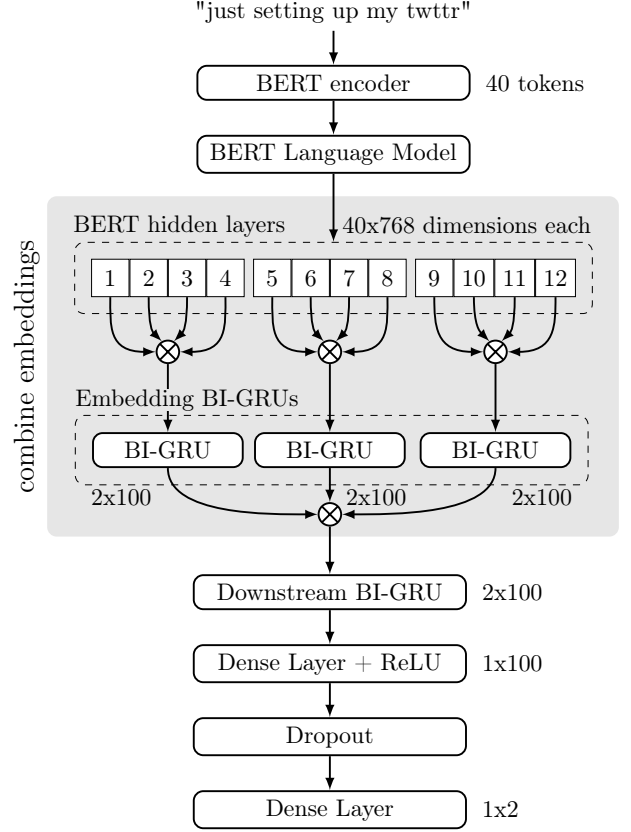 "just setting up my twttr"
BERT encoder 40 tokens
BERT Language Model
combine embeddings
BERT hidden layers 40x768 dimensions each
1 2 3 4 5 6 7 8 9 10 11 12
Embedding BI-GRUs
BI-GRU BI-GRU BI-GRU
2x100 2x100 2x100
Downstream BI-GRU 2x100
Dense Layer + ReLU 1x100
Dropout
Dense Layer 1x2